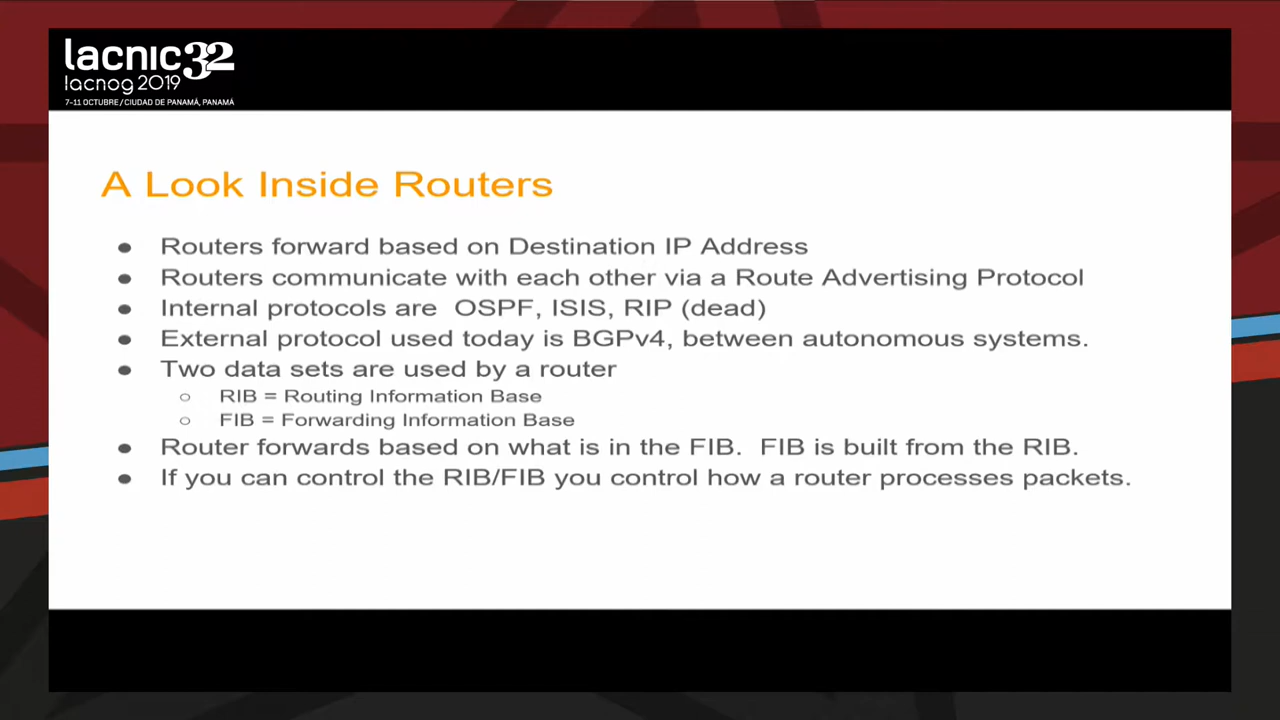 lacnic32
lacnog 2019
7-11 OCTUBRE / CIUDAD DE PANAMÁ, PANAMÁ
A Look Inside Routers
● Routers forward based on Destination IP Address
● Routers communicate with each other via a Route Advertising Protocol
● Internal protocols are OSPF, ISIS, RIP (dead)
● External protocol used today is BGPv4, between autonomous systems.
● Two data sets are used by a router
○ RIB = Routing Information Base
○ FIB = Forwarding Information Base
● Router forwards based on what is in the FIB. FIB is built from the RIB.
● If you can control the RIB/FIB you control how a router processes packets.